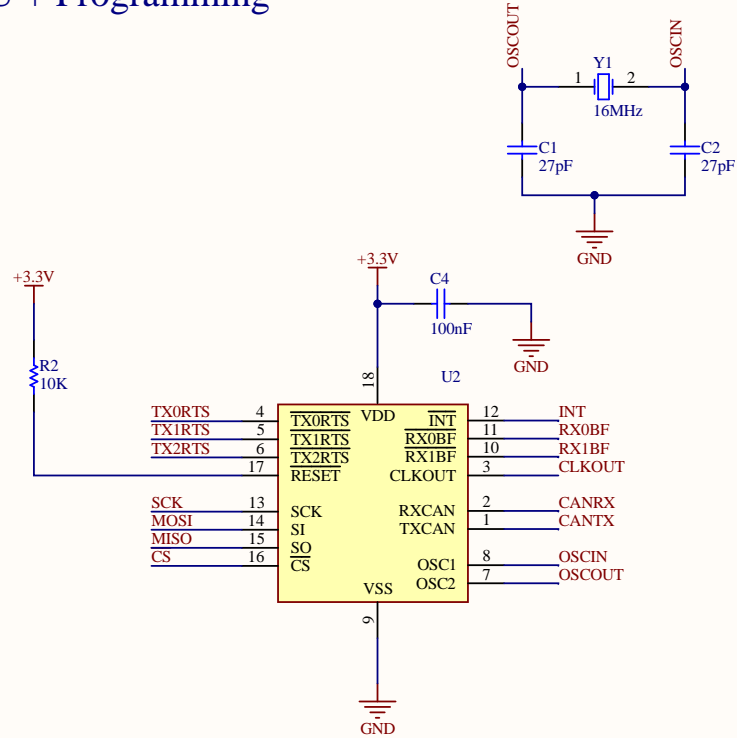 + Programming
OSCOUT
OSCIN
Y1
1
2
16MHz
C1
27pF
C2
27pF
GND
+3.3V
+3.3V
C4
100nF
GND
R2
10K
18
U2
TX0RTS 4 TX0RTS
TX1RTS 5 TX1RTS
TX2RTS 6 TX2RTS
17 RESET
SCK 13 SCK
MOSI 14 SI
MISO 15 SO
CS 16 CS
VDD
INT 12 INT
RX0BF 11 RX0BF
RX1BF 10 RX1BF
CLKOUT 3 CLKOUT
RXCAN 2 CANRX
TXCAN 1 CANTX
OSC1 8 OSCIN
OSC2 7 OSCOUT
VSS
9
GND